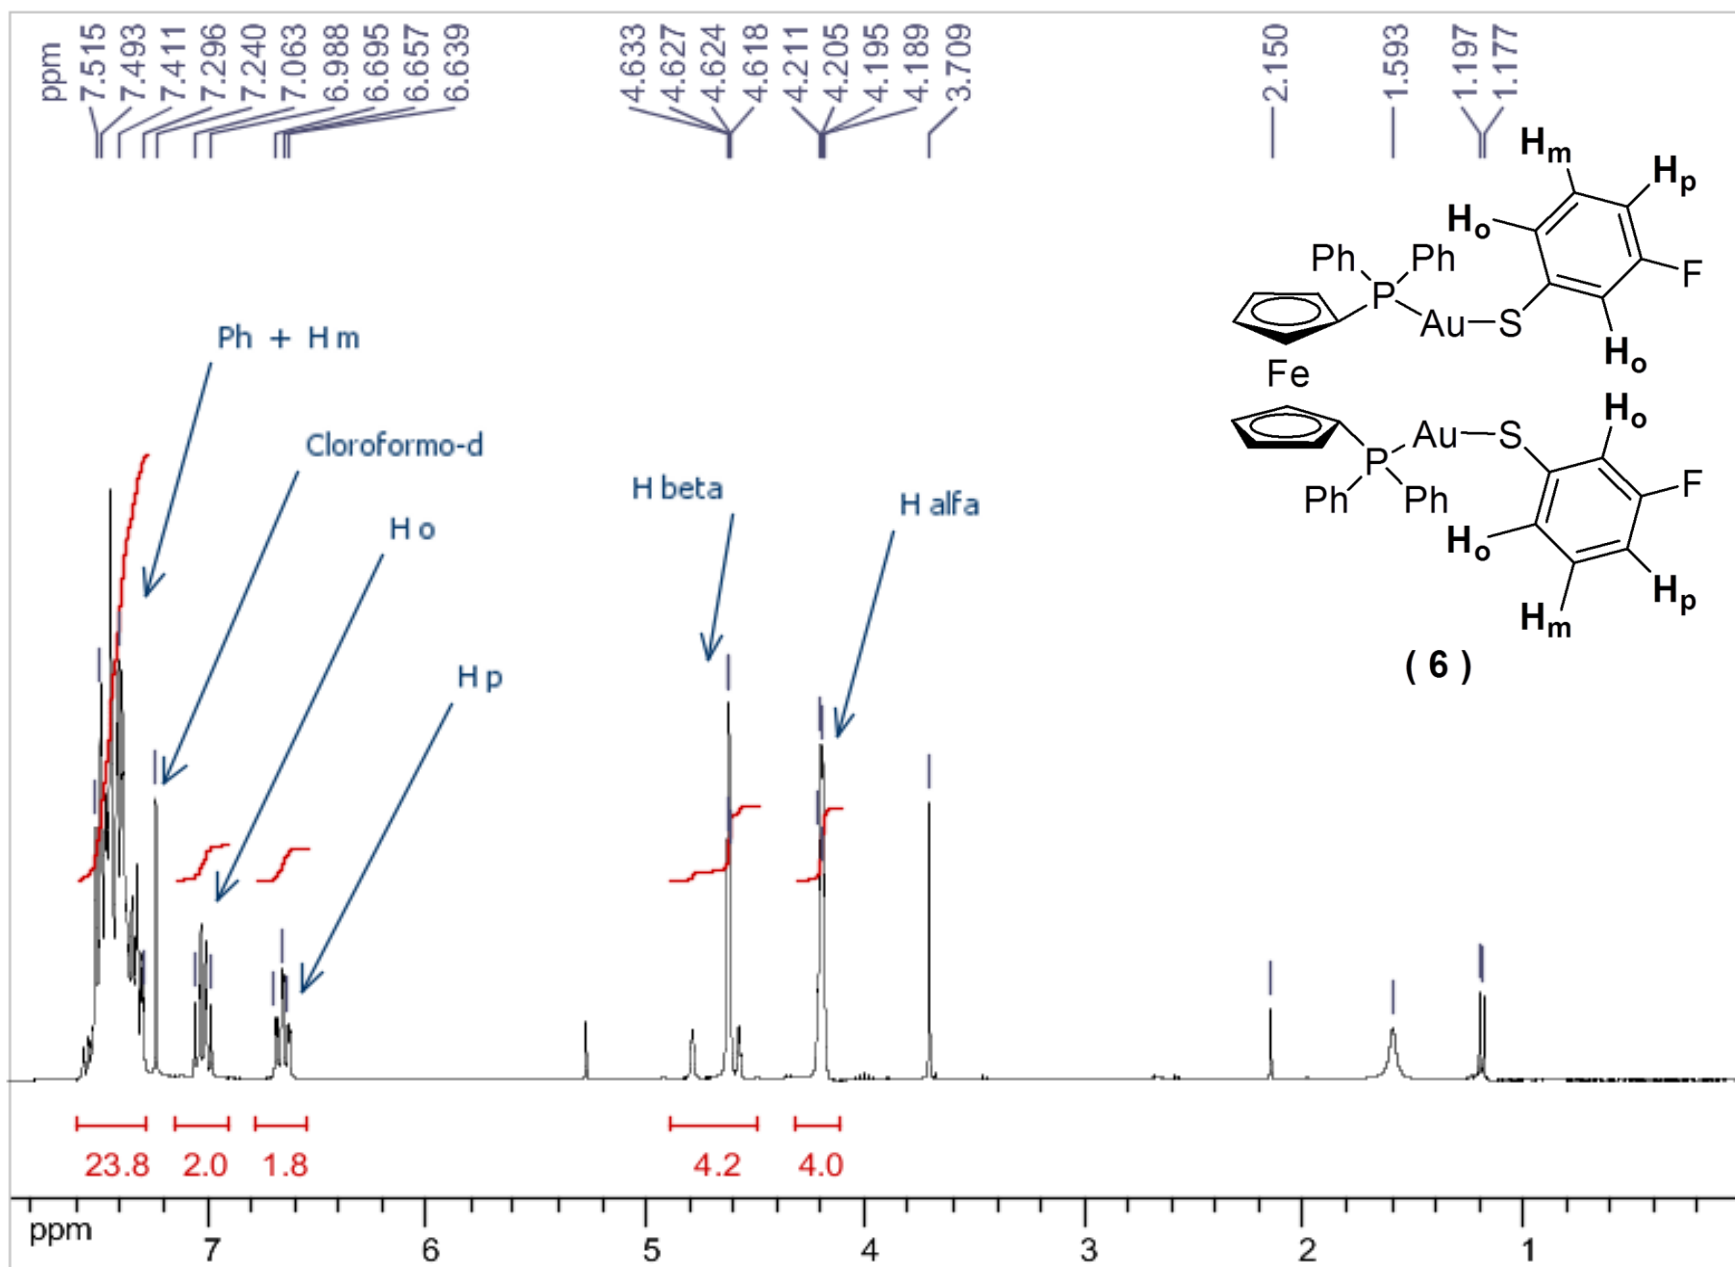 ppm 7.515 7.493 7.411 7.296 7.240 7.063 6.988 6.695 6.657 6.639 4.633 4.627 4.624 4.618 4.211 4.205 4.195 4.189 3.709 2.150 1.593 1.197 1.177
Hm
Hp
Ho
Ph Ph
F
P
Au S
Ho
Fe
Ho
Au S
P
F
Ph Ph
Ho
Hp
Hm
( 6 )
Ph + H m
Cloroformo-d
H o
H p
H beta
H alfa
23.8 2.0 1.8 4.2 4.0
ppm 7 6 5 4 3 2 1